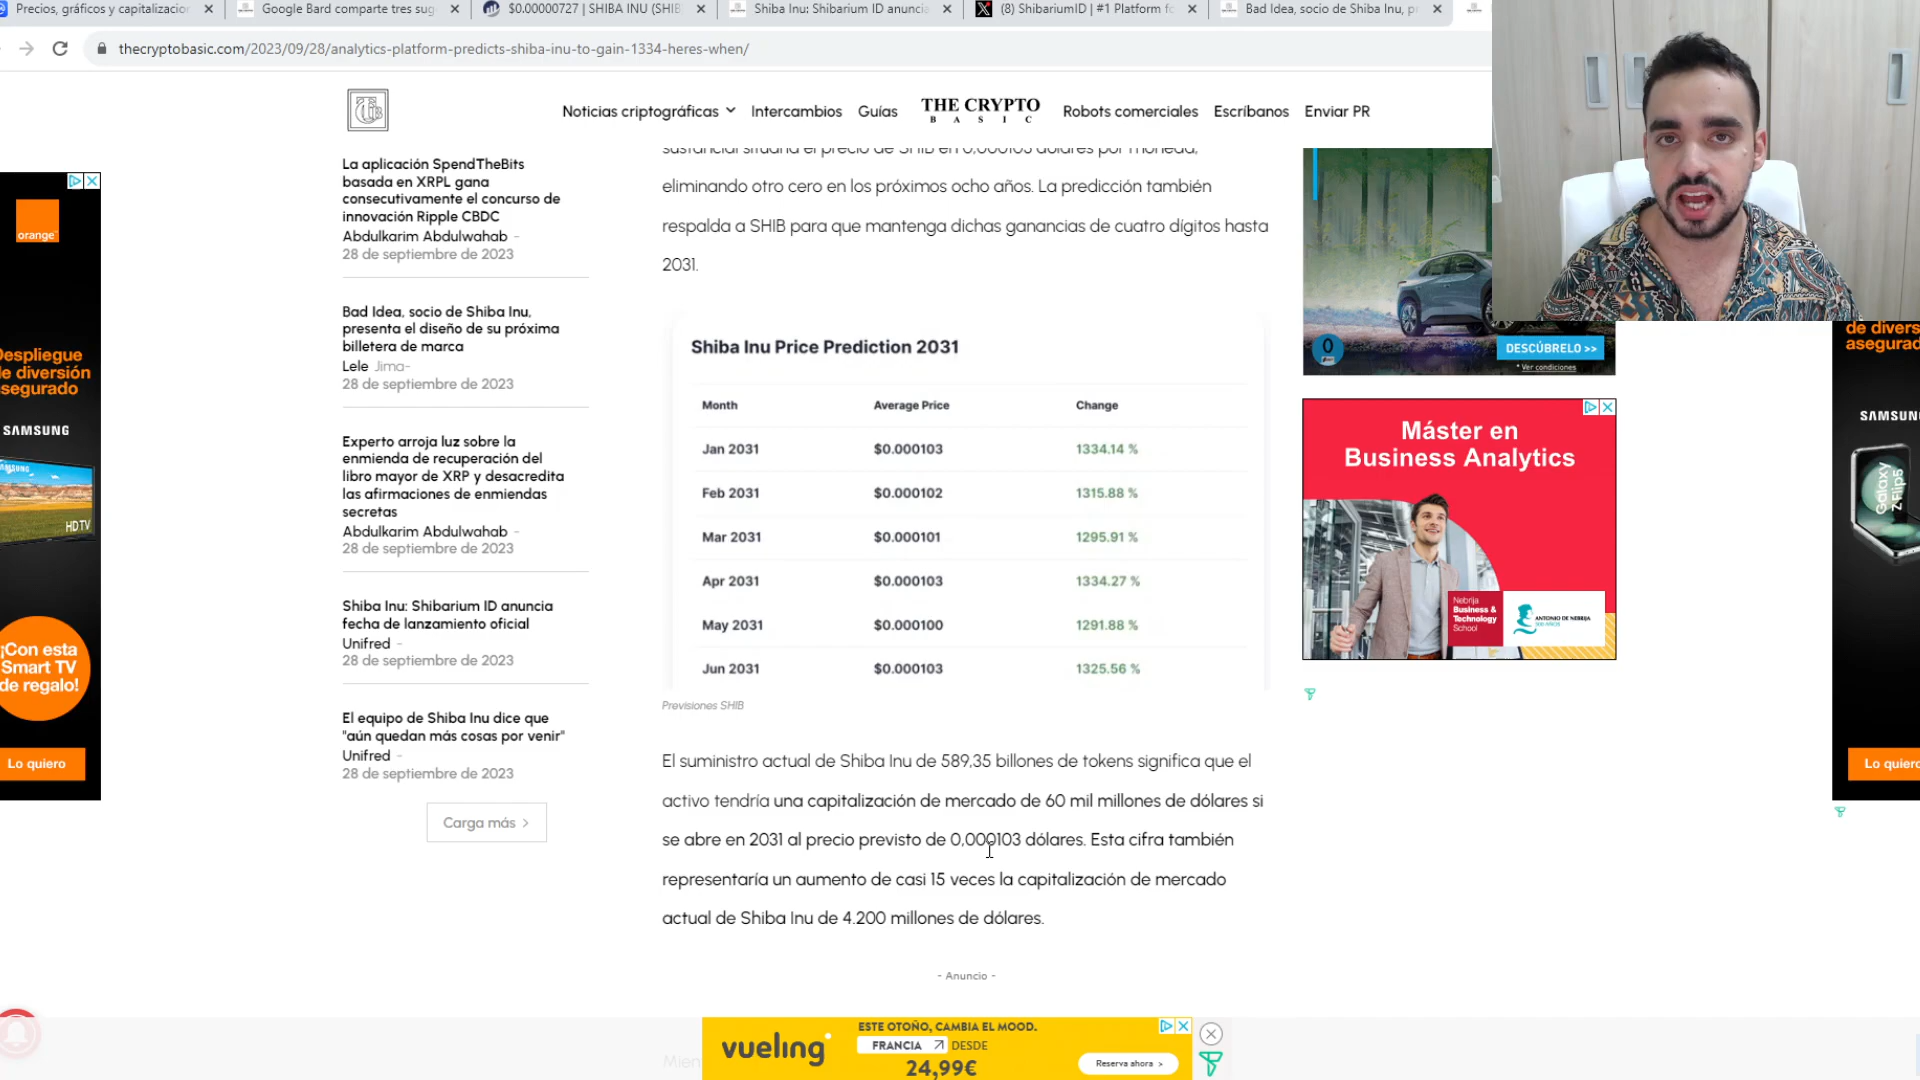 Precios, gráficos y capitalizacion
Google Bard comparte tres sug
$0.00000727 | SHIBA INU (SHIB
Shiba Inu: Shibarium ID anuncia
(8) ShibariumID | #1 Platform fo
Bad Idea, socio de Shiba Inu, pr
thecryptobasic.com/2023/09/28/analytics-platform-predicts-shiba-inu-to-gain-1334-heres-when/
Noticias criptográficas
Intercambios
Guías
THE CRYPTO
BASIC
Robots comerciales
Escríbanos
Enviar PR
La aplicación SpendTheBits
basada en XRPL gana
consecutivamente el concurso de
innovación Ripple CBDC
Abdulkarim Abdulwahab -
28 de septiembre de 2023
Bad Idea, socio de Shiba Inu,
presenta el diseño de su próxima
billetera de marca
Lele Jima-
28 de septiembre de 2023
Experto arroja luz sobre la
enmienda de recuperación del
libro mayor de XRP y desacredita
las afirmaciones de enmiendas
secretas
Abdulkarim Abdulwahab -
28 de septiembre de 2023
Shiba Inu: Shibarium ID anuncia
fecha de lanzamiento oficial
Unifred -
28 de septiembre de 2023
El equipo de Shiba Inu dice que
"aún quedan más cosas por venir"
Unifred -
28 de septiembre de 2023
Carga más >
sustancial situaría el precio de SHIB en 0,000103 dólares por moneda,
eliminando otro cero en los próximos ocho años. La predicción también
respalda a SHIB para que mantenga dichas ganancias de cuatro dígitos hasta
2031.
Shiba Inu Price Prediction 2031
Month Average Price Change
Jan 2031 $0.000103 1334.14 %
Feb 2031 $0.000102 1315.88 %
Mar 2031 $0.000101 1295.91 %
Apr 2031 $0.000103 1334.27 %
May 2031 $0.000100 1291.88 %
Jun 2031 $0.000103 1325.56 %
Previsiones SHIB
El suministro actual de Shiba Inu de 589,35 billones de tokens significa que el
activo tendría una capitalización de mercado de 60 mil millones de dólares si
se abre en 2031 al precio previsto de 0,000103 dólares. Esta cifra también
representaría un aumento de casi 15 veces la capitalización de mercado
actual de Shiba Inu de 4.200 millones de dólares.
- Anuncio -
Mien
orange
Despliegue
de diversión
asegurado
SAMSUNG
HDTV
¡Con esta
Smart TV
de regalo!
Lo quiero
0
DESCÚBRELO >>
* Ver condiciones
Máster en
Business Analytics
Nebrija
Business &
Technology
School
ANTONIO DE NEBRIJA
de divers
asegurado
SAMSUNG
Galaxy
Z Flip5
Lo quiero
vueling
ESTE OTOÑO, CAMBIA EL MOOD.
FRANCIA DESDE
24,99€
Reserva ahora >